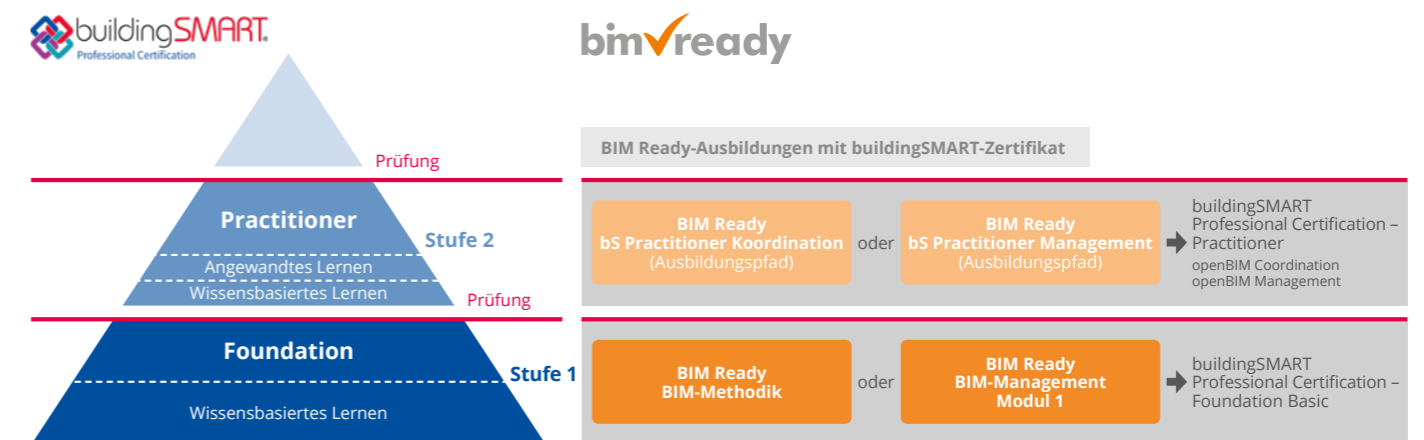 buildingSMART.
Professional Certification
bim ready
BIM Ready-Ausbildungen mit buildingSMART-Zertifikat
Prüfung
Practitioner
Stufe 2
Angewandtes Lernen
Wissensbasiertes Lernen
Prüfung
BIM Ready
bS Practitioner Koordination
(Ausbildungspfad)
oder
BIM Ready
bS Practitioner Management
(Ausbildungspfad)
buildingSMART
Professional Certification –
Practitioner
openBIM Coordination
openBIM Management
Foundation
Stufe 1
Wissensbasiertes Lernen
BIM Ready
BIM-Methodik
oder
BIM Ready
BIM-Management
Modul 1
buildingSMART
Professional Certification –
Foundation Basic